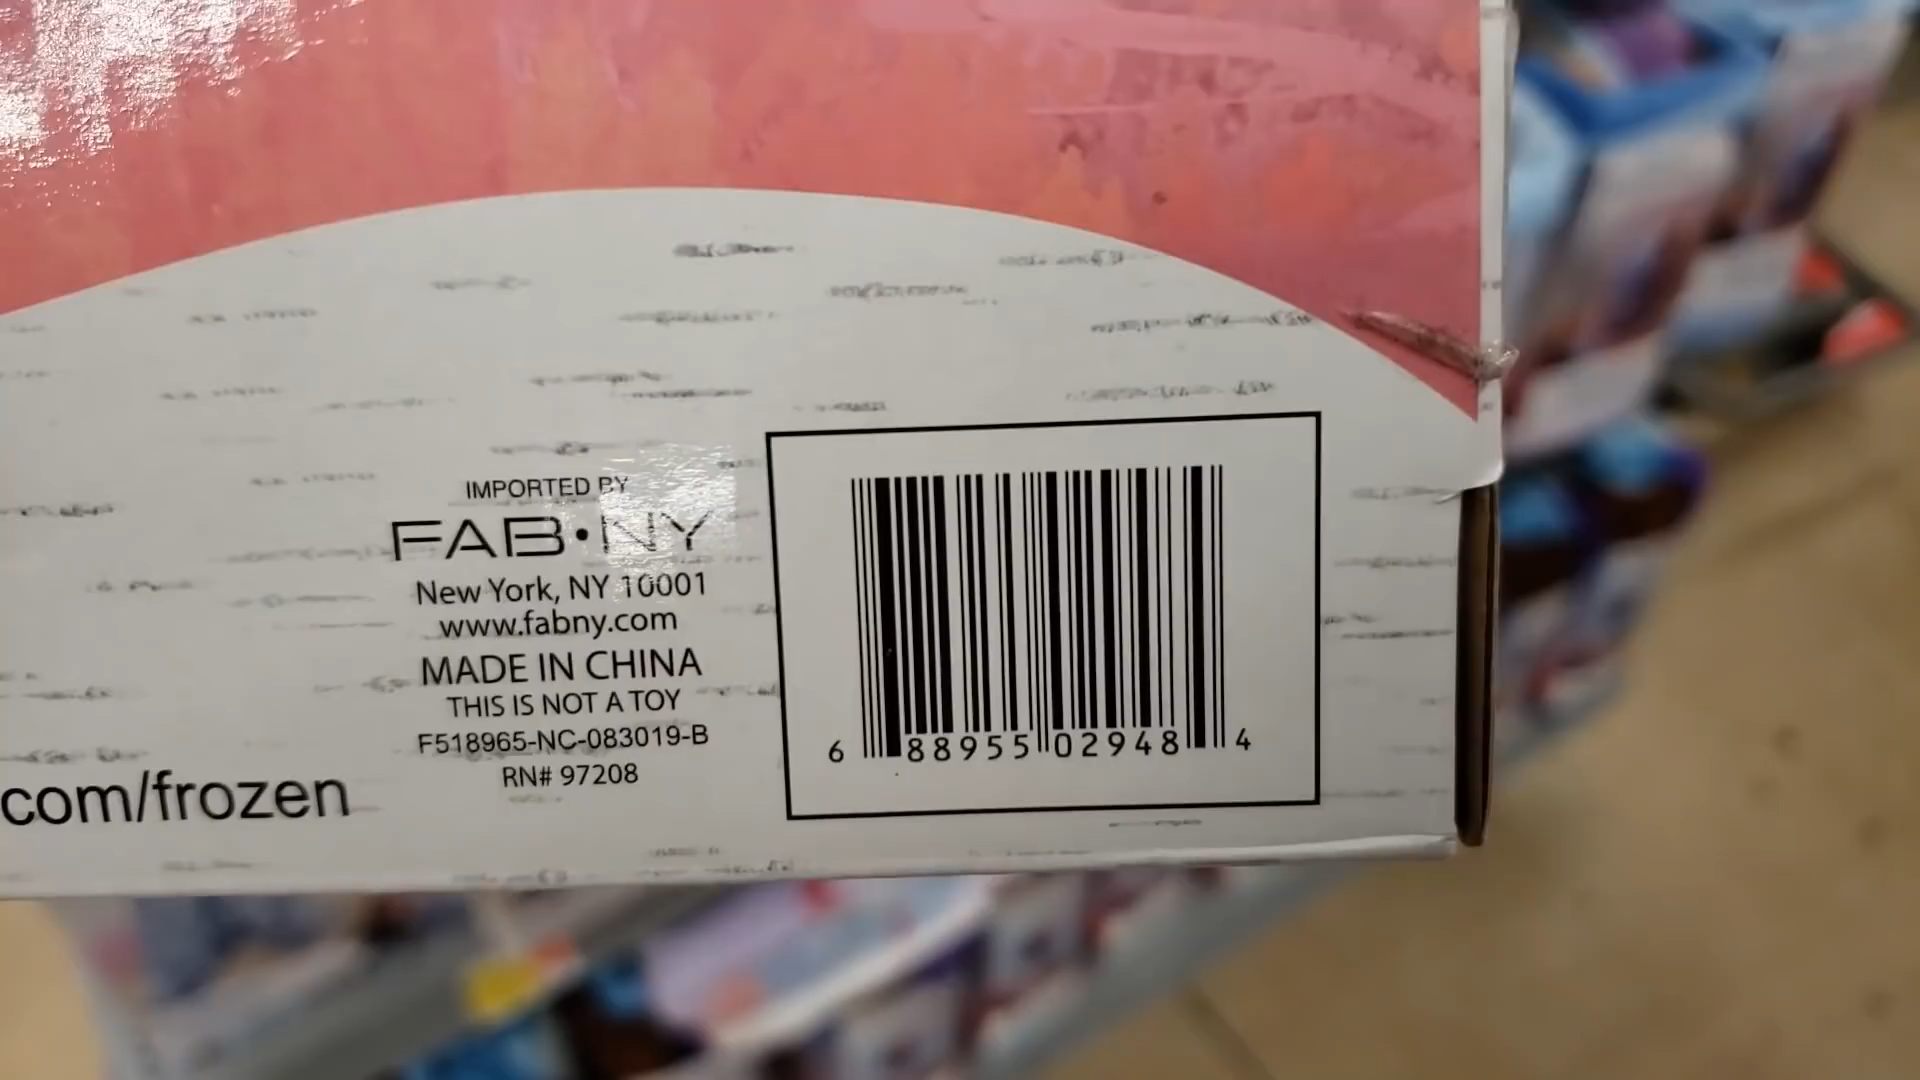 IMPORTED BY
FAB•NY
New York, NY 10001
www.fabny.com
MADE IN CHINA
THIS IS NOT A TOY
F518965-NC-083019-B
RN# 97208
com/frozen
6 88955 02948 4